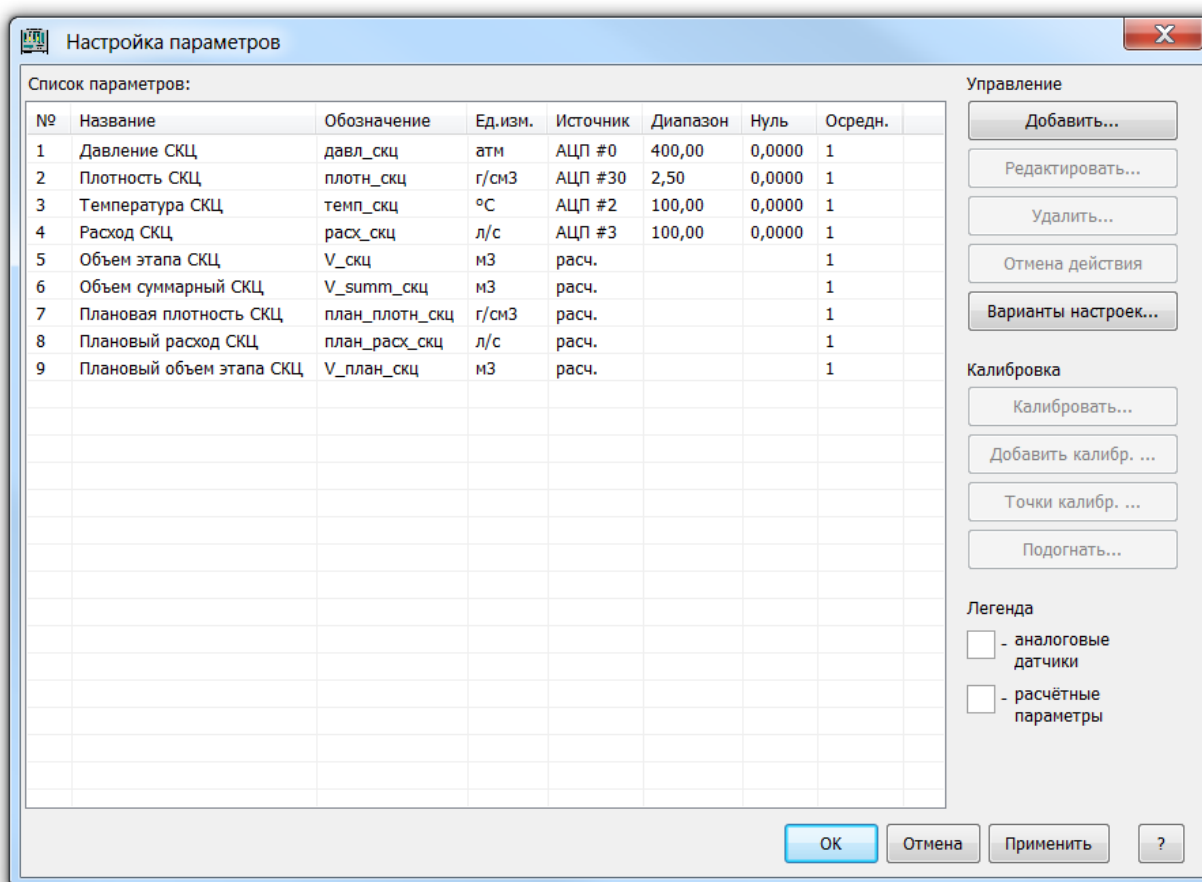 Настройка параметров
Список параметров:
№ Название Обозначение Ед.изм. Источник Диапазон Нуль Осредн.
1 Давление СКЦ давл_скц атм АЦП #0 400,00 0,0000 1
2 Плотность СКЦ плотн_скц г/см3 АЦП #30 2,50 0,0000 1
3 Температура СКЦ темп_скц ºС АЦП #2 100,00 0,0000 1
4 Расход СКЦ расх_скц л/с АЦП #3 100,00 0,0000 1
5 Объем этапа СКЦ V_скц м3 расч. 1
6 Объем суммарный СКЦ V_summ_скц м3 расч. 1
7 Плановая плотность СКЦ план_плотн_скц г/см3 расч. 1
8 Плановый расход СКЦ план_расх_скц л/с расч. 1
9 Плановый объем этапа СКЦ V_план_скц м3 расч. 1
Управление
Добавить...
Редактировать...
Удалить...
Отмена действия
Варианты настроек...
Калибровка
Калибровать...
Добавить калибр. ...
Точки калибр. ...
Подогнать...
Легенда
- аналоговые
датчики
- расчётные
параметры
ОК Отмена Применить ?